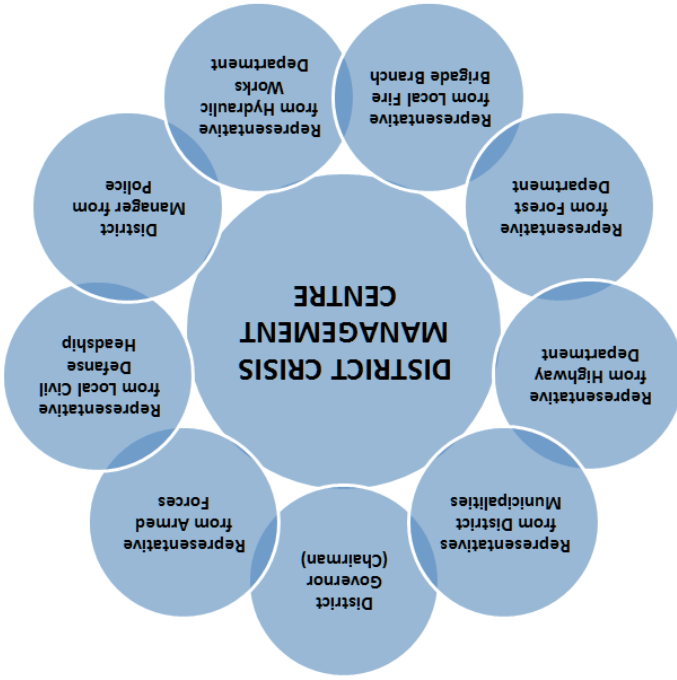 DISTRICT CRISIS
MANAGEMENT
CENTRE
District
Governor
(Chairman)
Representative
from Armed
Forces
Representative
from Local Civil
Defanse
Headship
District
Manager from
Police
Representative
from Hydraulic
Works
Department
Representative
from Local Fire
Brigade Branch
Representative
from Forest
Department
Representative
from Highway
Department
Representatives
from District
Municipalities